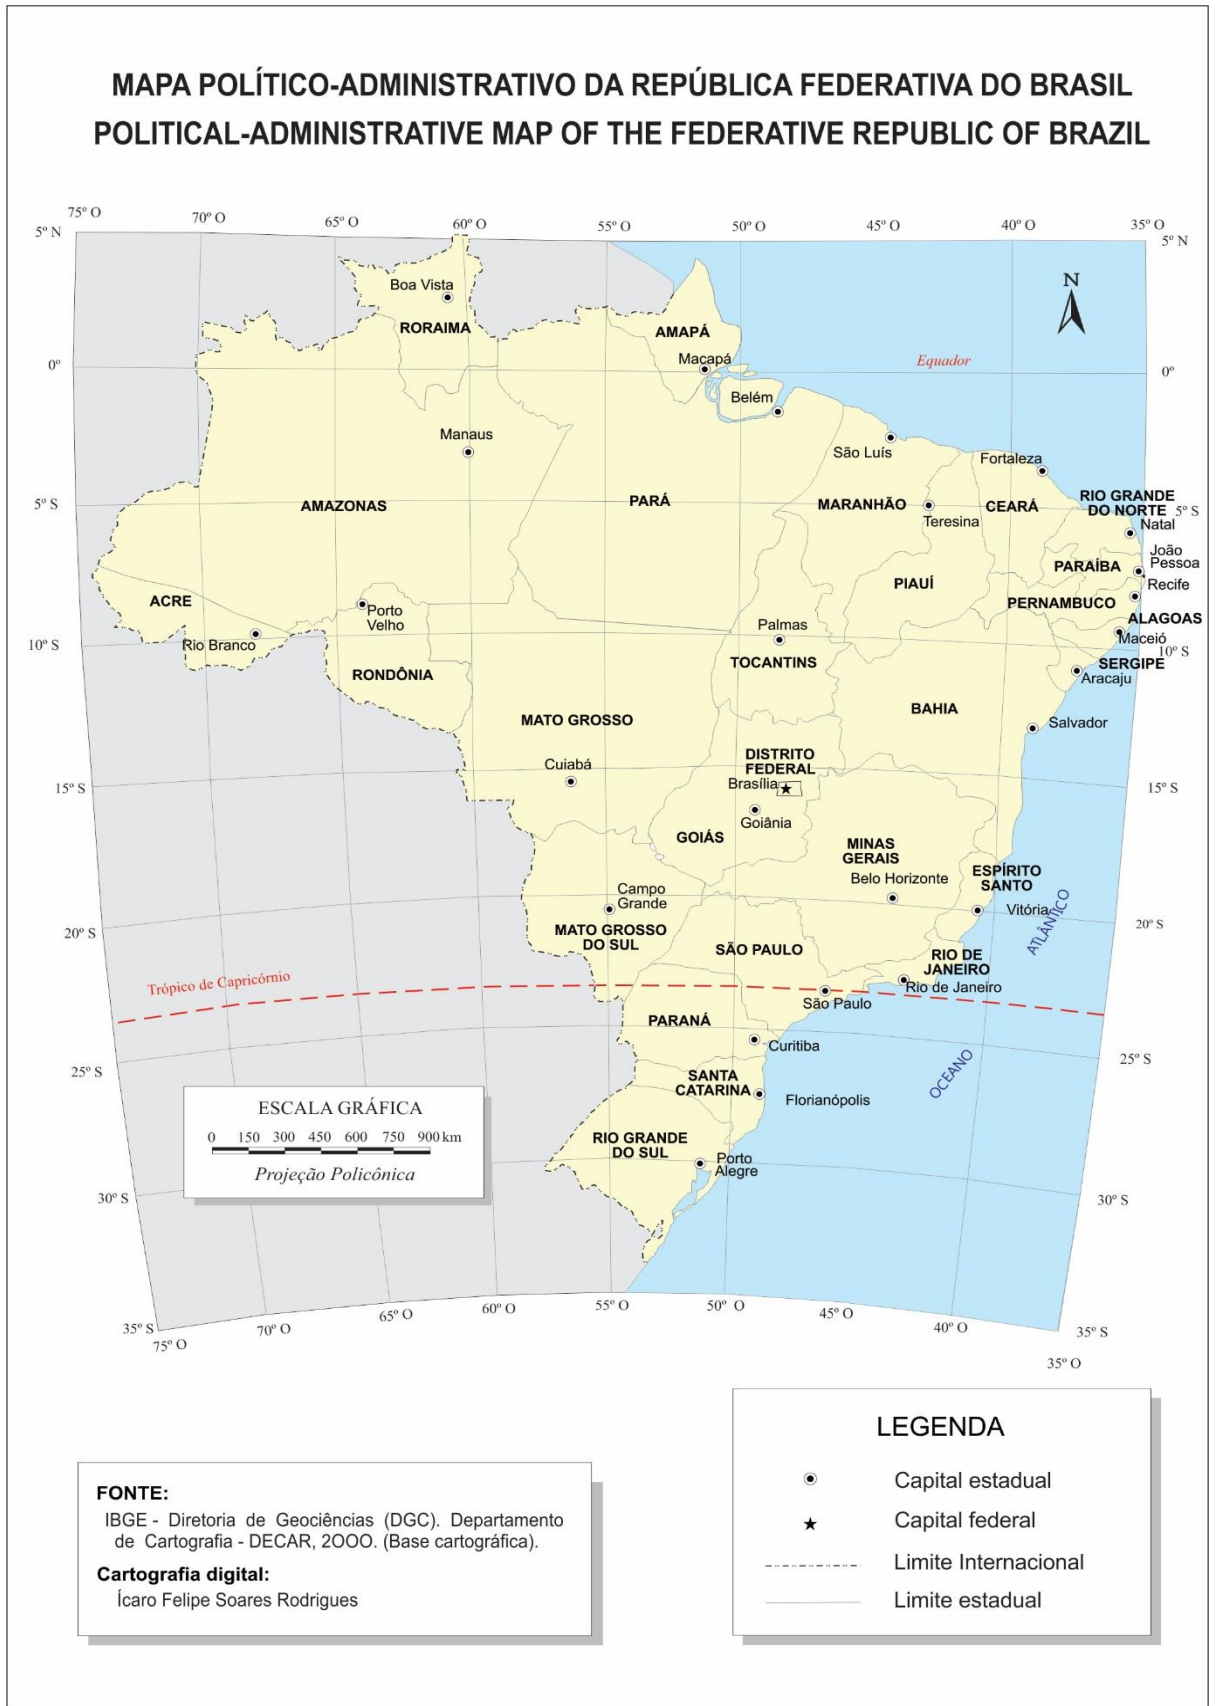 MAPA POLÍTICO-ADMINISTRATIVO DA REPÚBLICA FEDERATIVA DO BRASIL
POLITICAL-ADMINISTRATIVE MAP OF THE FEDERATIVE REPUBLIC OF BRAZIL
75º O
70º O
65º O
60º O
55º O
50º O
45º O
40º O
35º O
5º N
5º N
N
Boa Vista
RORAIMA
AMAPÁ
Macapá
Equador
0º
0º
Belém
Manaus
São Luís
Fortaleza
AMAZONAS
PARÁ
MARANHÃO
Teresina
CEARÁ
RIO GRANDE
DO NORTE
Natal
5º S
5º S
João
Pessoa
PARAÍBA
Recife
PIAUÍ
PERNAMBUCO
ACRE
Porto
Velho
Rio Branco
Palmas
TOCANTINS
ALAGOAS
Maceió
10º S
10º S
SERGIPE
Aracaju
RONDÔNIA
MATO GROSSO
BAHIA
Salvador
Cuiabá
DISTRITO
FEDERAL
Brasília
Goiânia
15º S
15º S
GOIÁS
MINAS
GERAIS
Belo Horizonte
ESPÍRITO
SANTO
Vitória
Campo
Grande
MATO GROSSO
DO SUL
20º S
20º S
ATLÂNTICO
SÃO PAULO
RIO DE
JANEIRO
Rio de Janeiro
Trópico de Capricórnio
São Paulo
PARANÁ
Curitiba
25º S
25º S
OCEANO
SANTA
CATARINA
Florianópolis
ESCALA GRÁFICA
0 150 300 450 600 750 900 km
Projeção Policônica
RIO GRANDE
DO SUL
Porto
Alegre
30º S
30º S
35º S
35º S
75º O
70º O
65º O
60º O
55º O
50º O
45º O
40º O
35º O
LEGENDA
Capital estadual
Capital federal
Limite Internacional
Limite estadual
FONTE:
IBGE - Diretoria de Geociências (DGC). Departamento
de Cartografia - DECAR, 2OOO. (Base cartográfica).
Cartografia digital:
Ícaro Felipe Soares Rodrigues